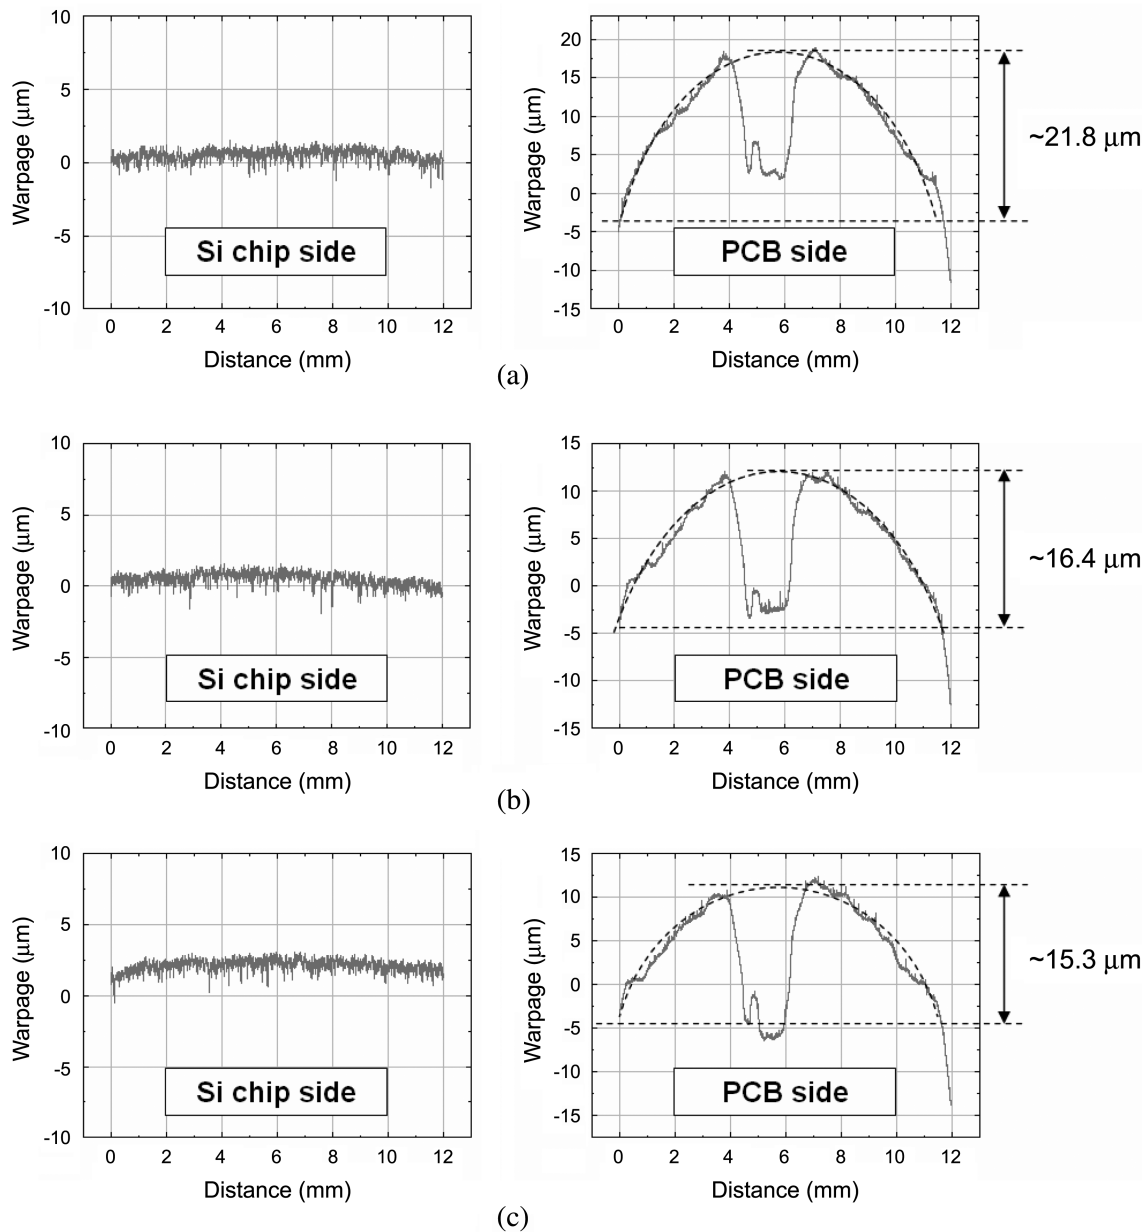 10
5
0
-5
-10
Warpage (μm)
Si chip side
0 2 4 6 8 10 12
Distance (mm)
20
15
10
5
0
-5
-10
-15
Warpage (μm)
PCB side
0 2 4 6 8 10 12
Distance (mm)
~21.8 μm
(a)
10
5
0
-5
-10
Warpage (μm)
Si chip side
0 2 4 6 8 10 12
Distance (mm)
15
10
5
0
-5
-10
-15
Warpage (μm)
PCB side
0 2 4 6 8 10 12
Distance (mm)
~16.4 μm
(b)
10
5
0
-5
-10
Warpage (μm)
Si chip side
0 2 4 6 8 10 12
Distance (mm)
15
10
5
0
-5
-10
-15
Warpage (μm)
PCB side
0 2 4 6 8 10 12
Distance (mm)
~15.3 μm
(c)